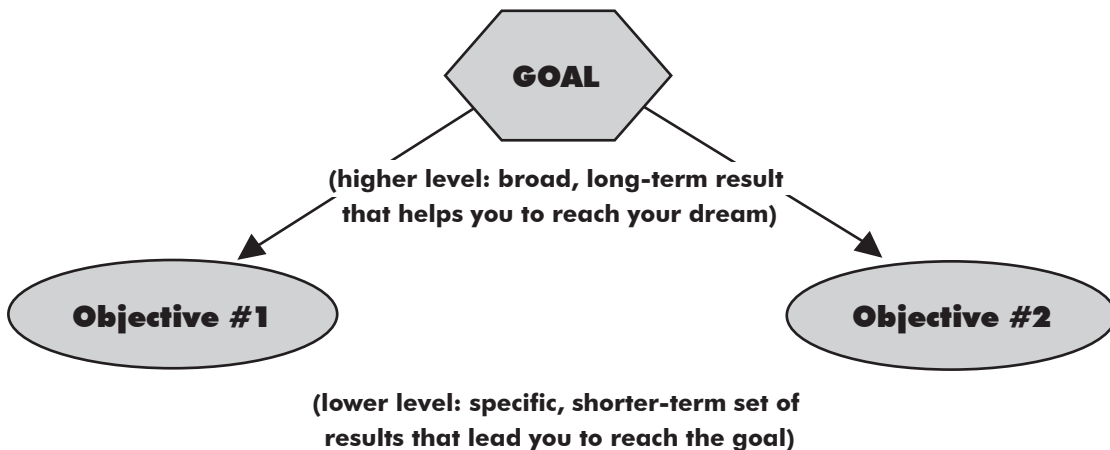 GOAL
(higher level: broad, long-term result
that helps you to reach your dream)
Objective #1
Objective #2
(lower level: specific, shorter-term set of
results that lead you to reach the goal)